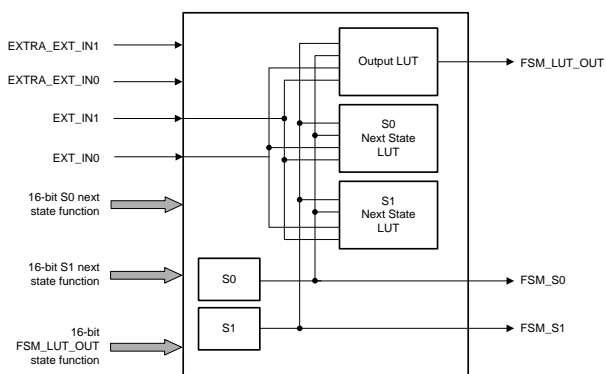 EXTRA_EXT_IN1
EXTRA_EXT_IN0
EXT_IN1
EXT_IN0
16-bit S0 next
state function
16-bit S1 next
state function
16-bit
FSM_LUT_OUT
state function
Output LUT
S0
Next State
LUT
S1
Next State
LUT
S0
S1
FSM_LUT_OUT
FSM_S0
FSM_S1